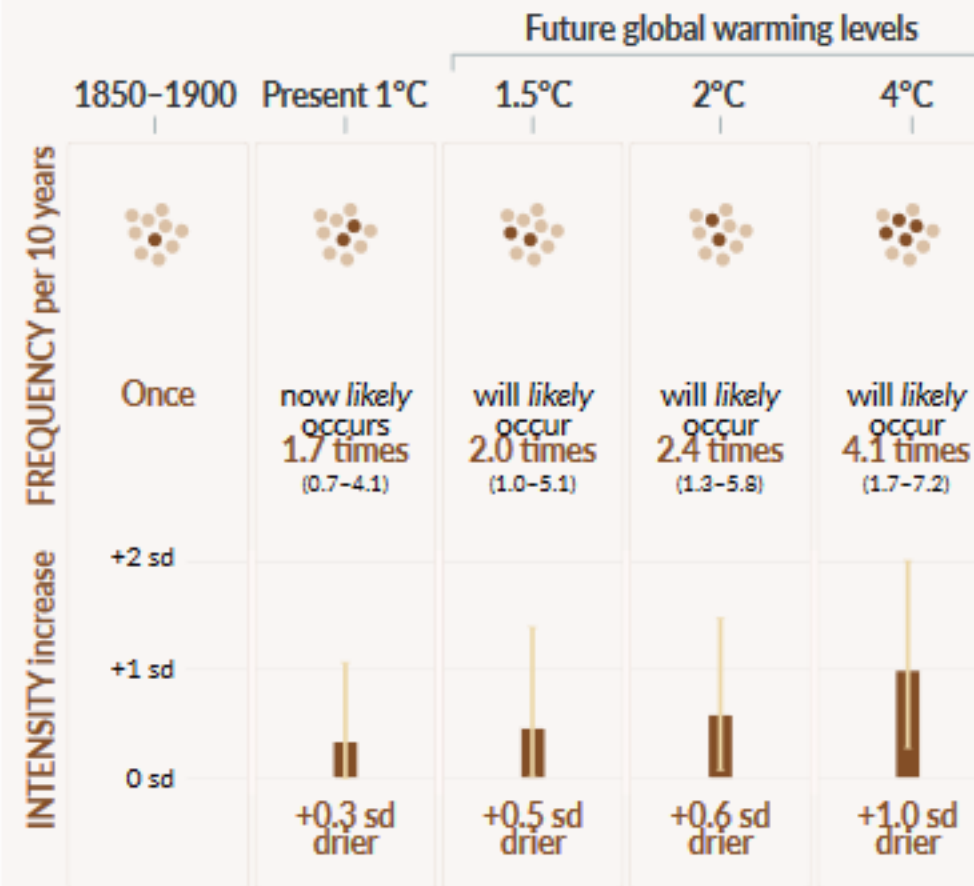 Future global warming levels
1850–1900 Present 1°C 1.5°C 2°C 4°C
FREQUENCY per 10 years
Once
now likely occurs 1.7 times (0.7–4.1)
will likely occur 2.0 times (1.0–5.1)
will likely occur 2.4 times (1.3–5.8)
will likely occur 4.1 times (1.7–7.2)
INTENSITY increase
+2 sd
+1 sd
0 sd
+0.3 sd drier
+0.5 sd drier
+0.6 sd drier
+1.0 sd drier